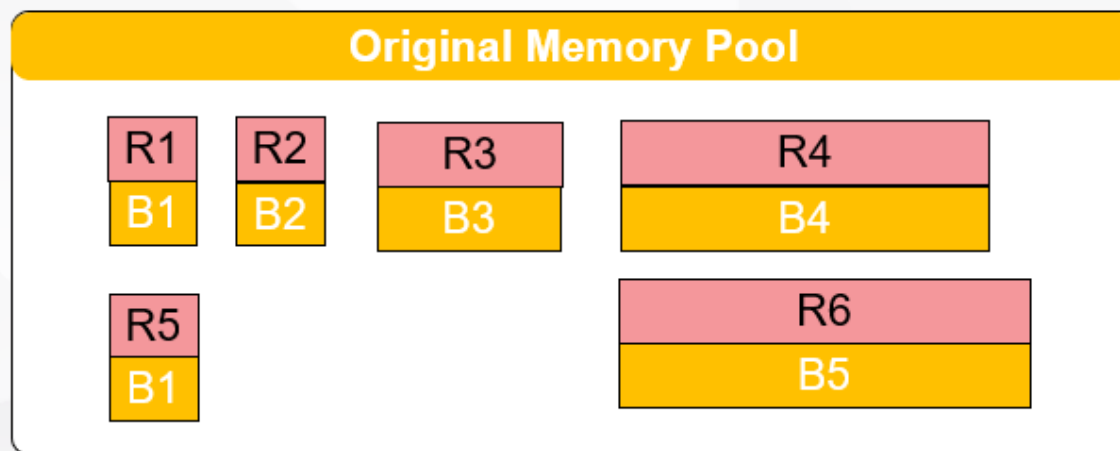 Original Memory Pool
R1 R2 R3 R4
B1 B2 B3 B4
R5 R6
B1 B5